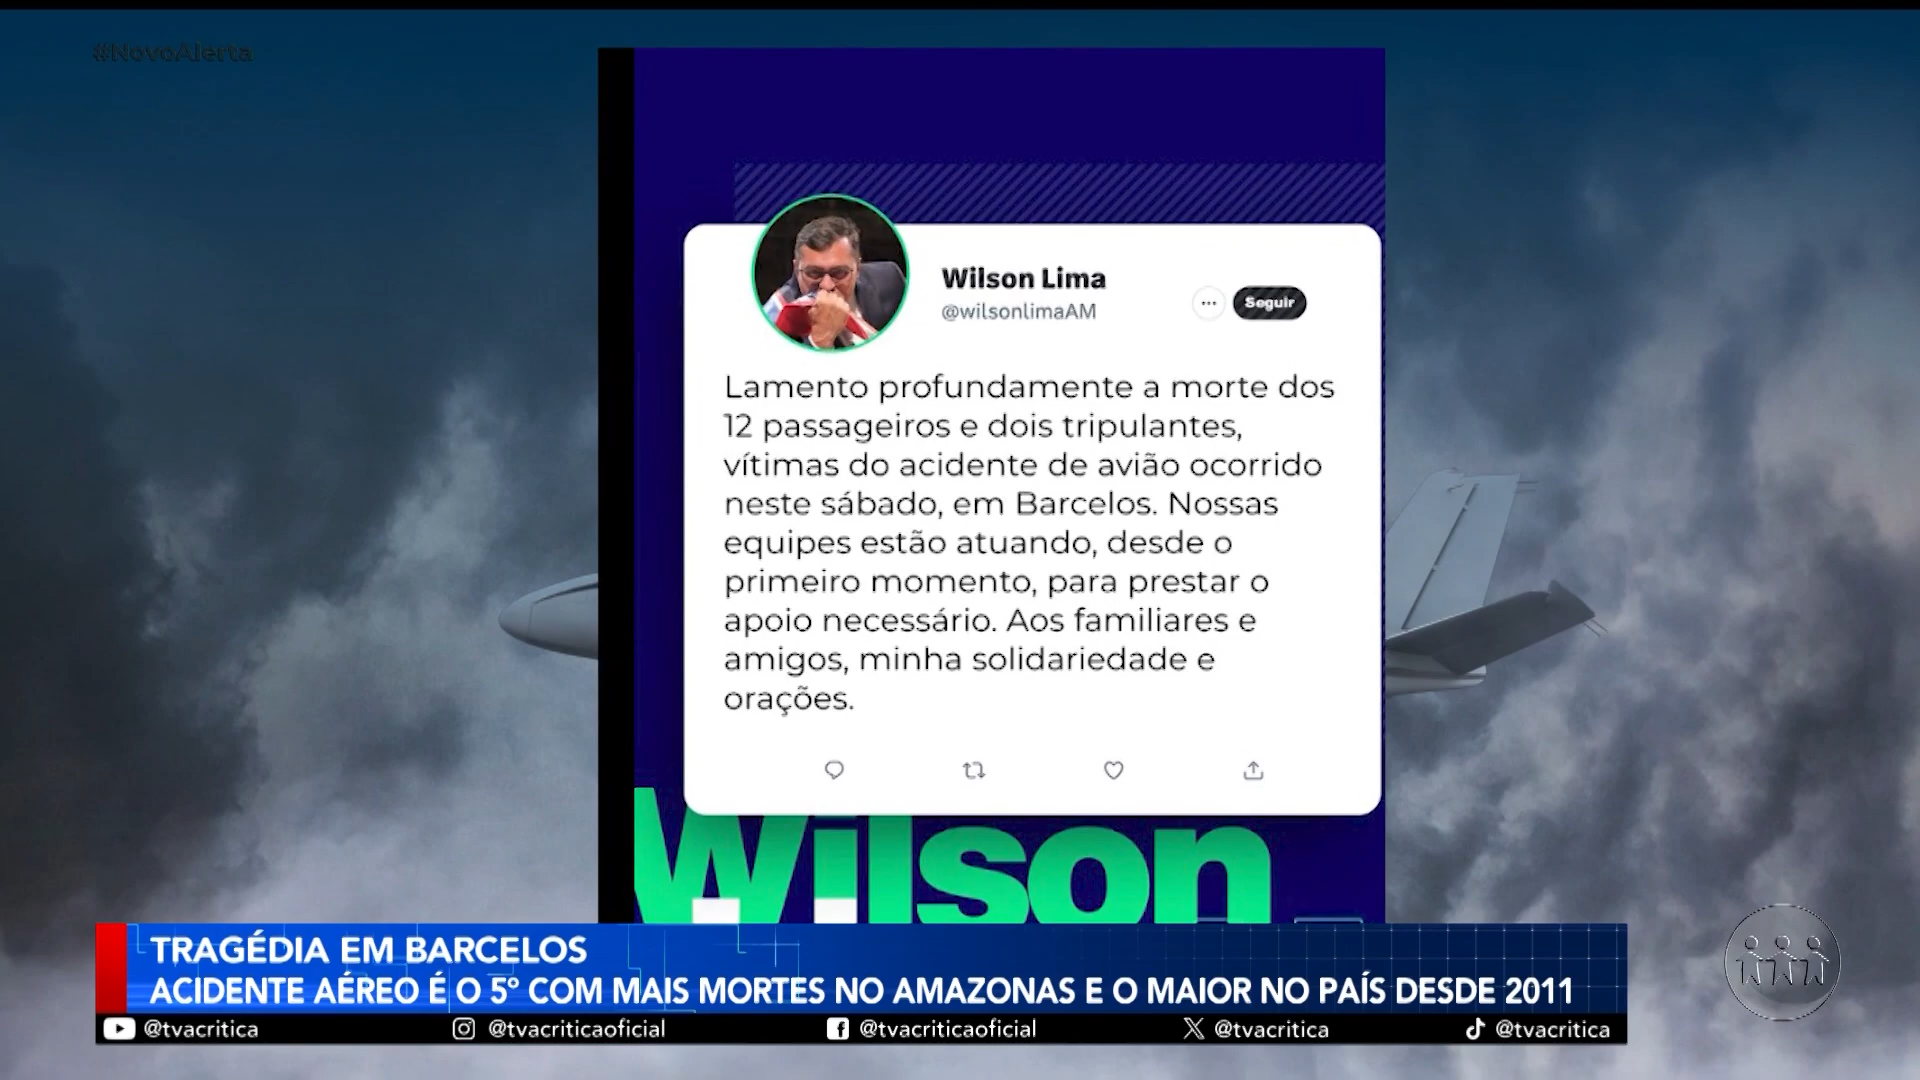 #NovoAlerta
Wilson Lima
@wilsonlimaAM
Seguir
Lamento profundamente a morte dos
12 passageiros e dois tripulantes,
vítimas do acidente de avião ocorrido
neste sábado, em Barcelos. Nossas
equipes estão atuando, desde o
primeiro momento, para prestar o
apoio necessário. Aos familiares e
amigos, minha solidariedade e
orações.
Wilson
TRAGÉDIA EM BARCELOS
ACIDENTE AÉREO É O 5º COM MAIS MORTES NO AMAZONAS E O MAIOR NO PAÍS DESDE 2011
@tvacritica @tvacriticaoficial @tvacriticaoficial @tvacritica @tvacritica